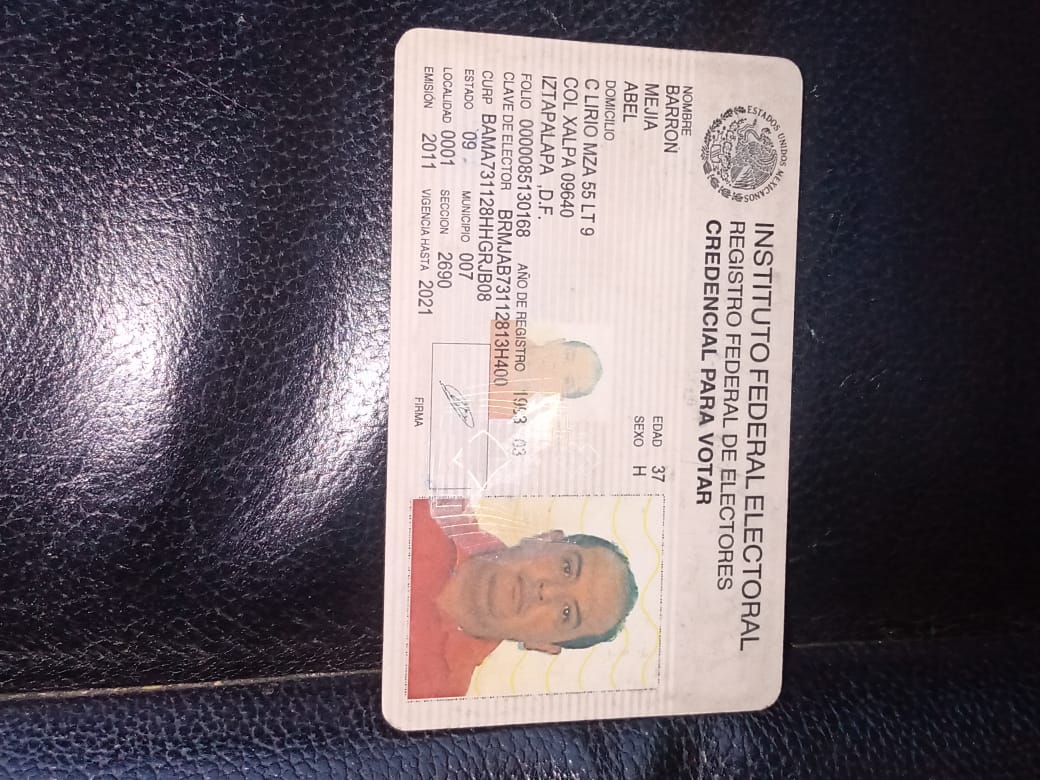 ESTADOS UNIDOS MEXICANOS
INSTITUTO FEDERAL ELECTORAL
REGISTRO FEDERAL DE ELECTORES
CREDENCIAL PARA VOTAR
NOMBRE
BARRON
MEJIA
ABEL
EDAD 37
SEXO H
DOMICILIO
C LIRIO MZA 55 LT 9
COL XALPA 09640
IZTAPALAPA ,D.F.
FOLIO 0000085130168 AÑO DE REGISTRO 1993 03
CLAVE DE ELECTOR BRMJAB73112813H400
CURP BAMA731128HHGRJB08
ESTADO 09 MUNICIPIO 007
LOCALIDAD 0001 SECCION 2690
EMISIÓN 2011 VIGENCIA HASTA 2021
FIRMA